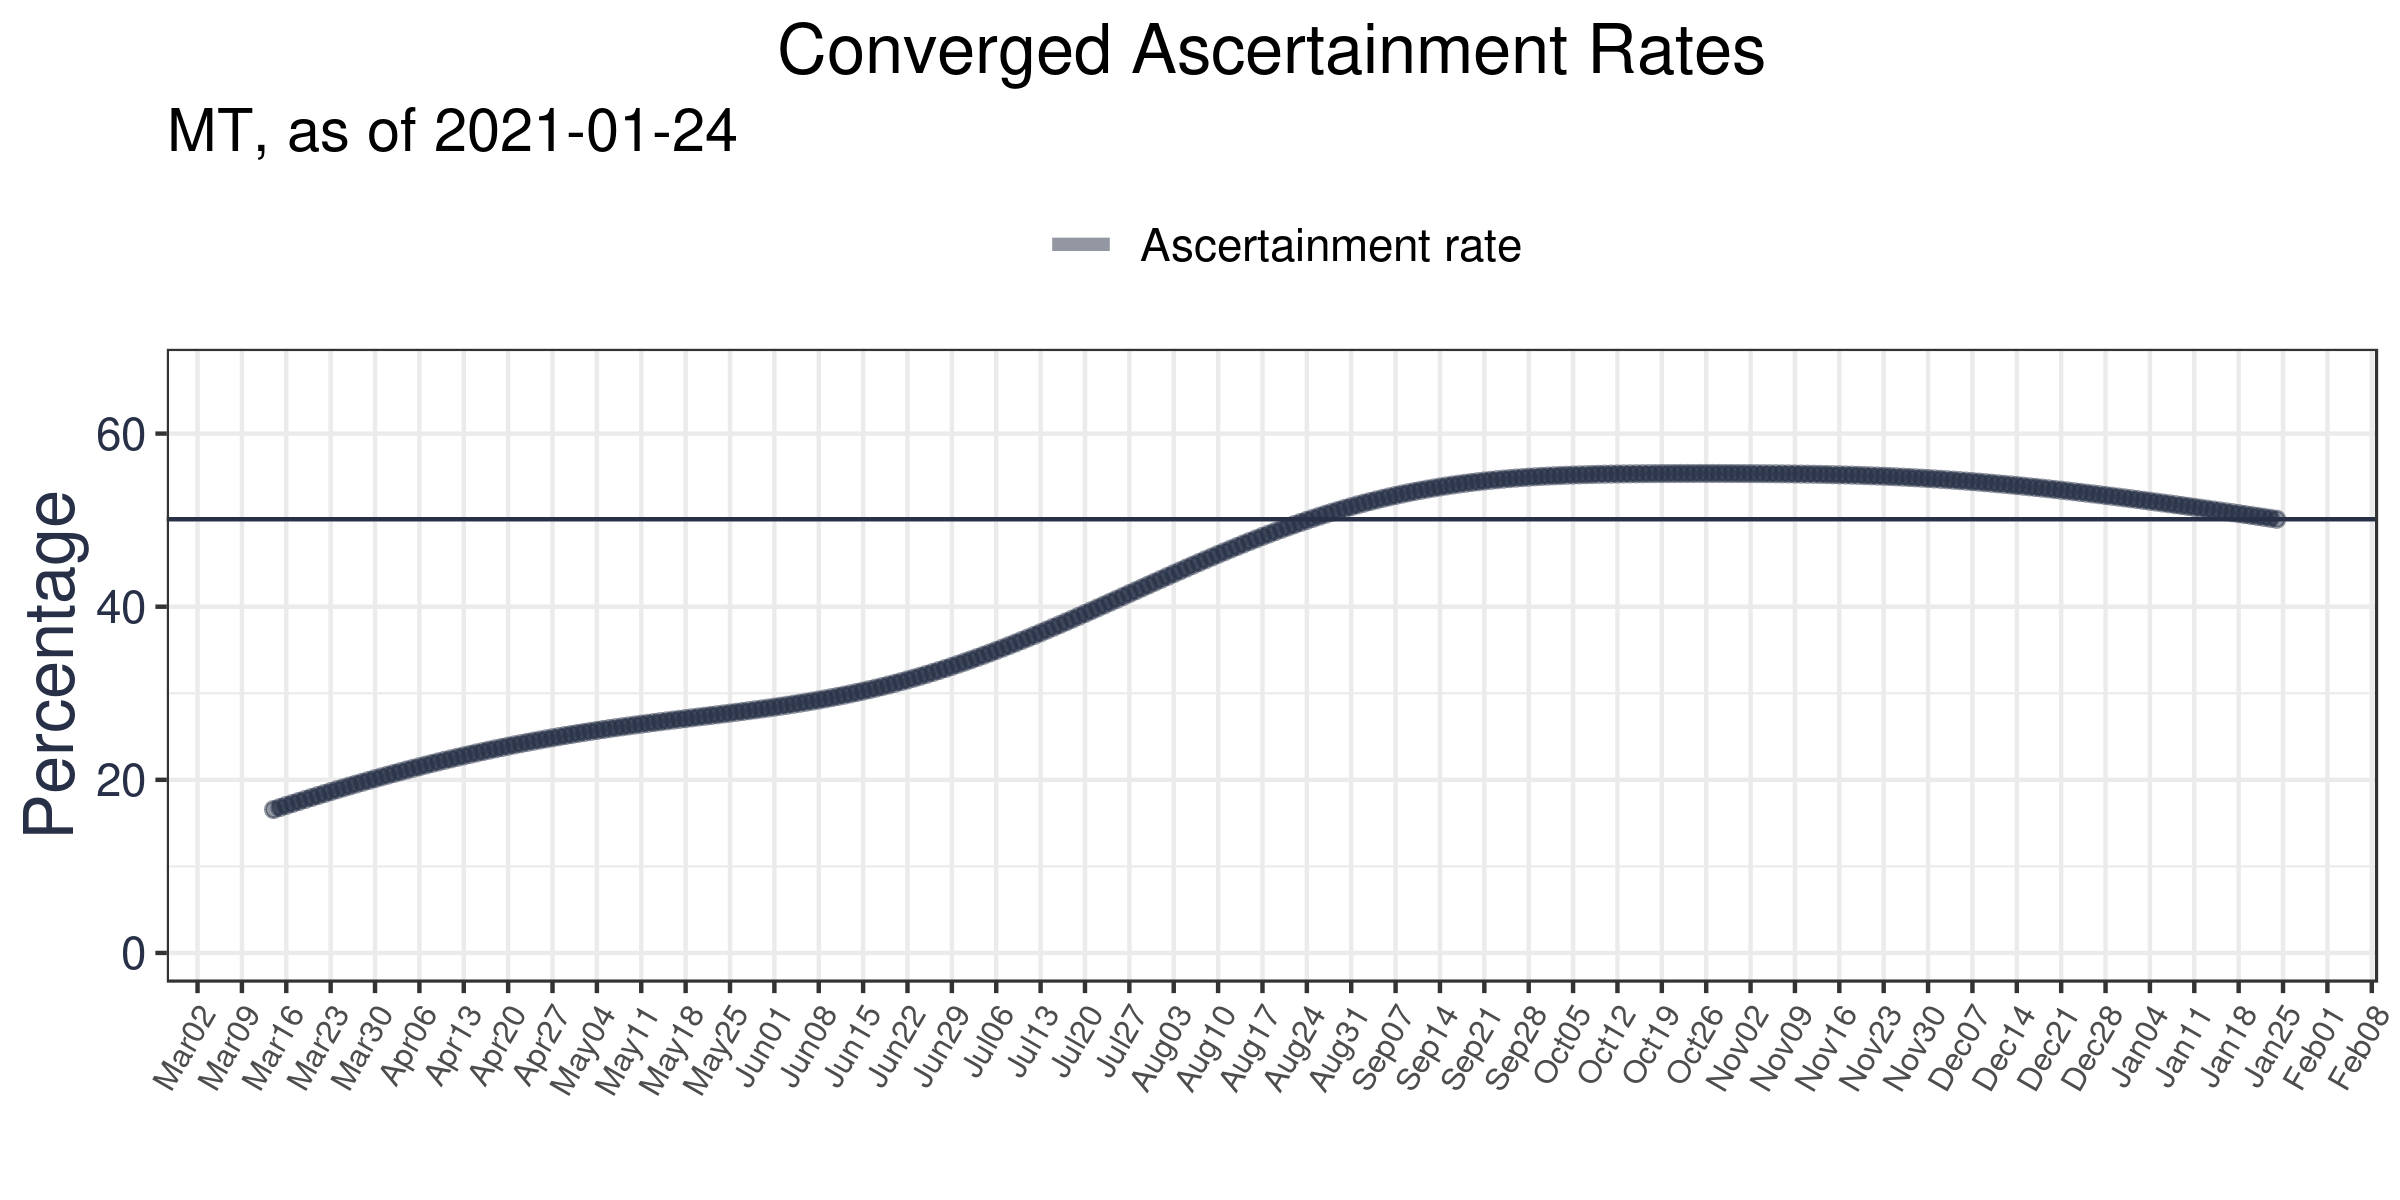 Converged Ascertainment Rates
MT, as of 2021-01-24
Ascertainment rate
Percentage
60
40
20
0
Mar02
Mar09
Mar16
Mar23
Mar30
Apr06
Apr13
Apr20
Apr27
May04
May11
May18
May25
Jun01
Jun08
Jun15
Jun22
Jun29
Jul06
Jul13
Jul20
Jul27
Aug03
Aug10
Aug17
Aug24
Aug31
Sep07
Sep14
Sep21
Sep28
Oct05
Oct12
Oct19
Oct26
Nov02
Nov09
Nov16
Nov23
Nov30
Dec07
Dec14
Dec21
Dec28
Jan04
Jan11
Jan18
Jan25
Feb01
Feb08